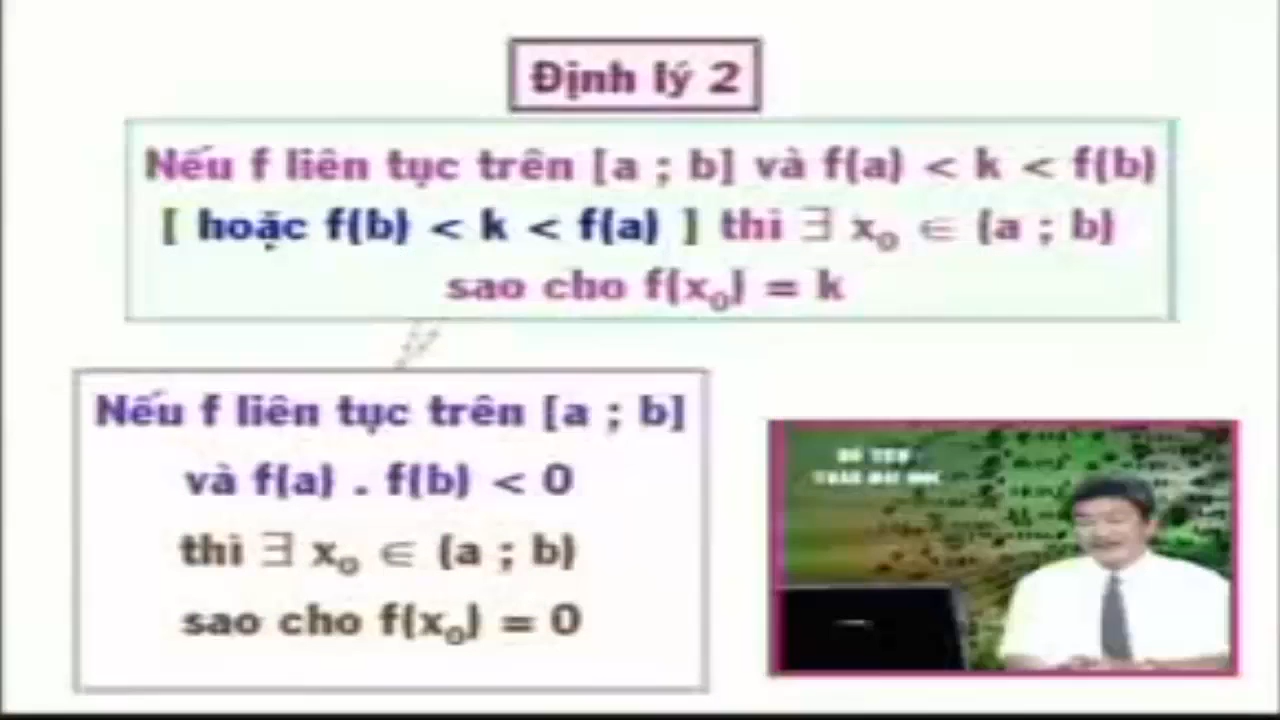 Định lý 2
Nếu f liên tục trên [a ; b] và f(a) < k < f(b)
[ hoặc f(b) < k < f(a) ] thì ∃ x₀ ∈ (a ; b)
sao cho f(x₀) = k
Nếu f liên tục trên [a ; b]
và f(a) . f(b) < 0
thì ∃ x₀ ∈ (a ; b)
sao cho f(x₀) = 0